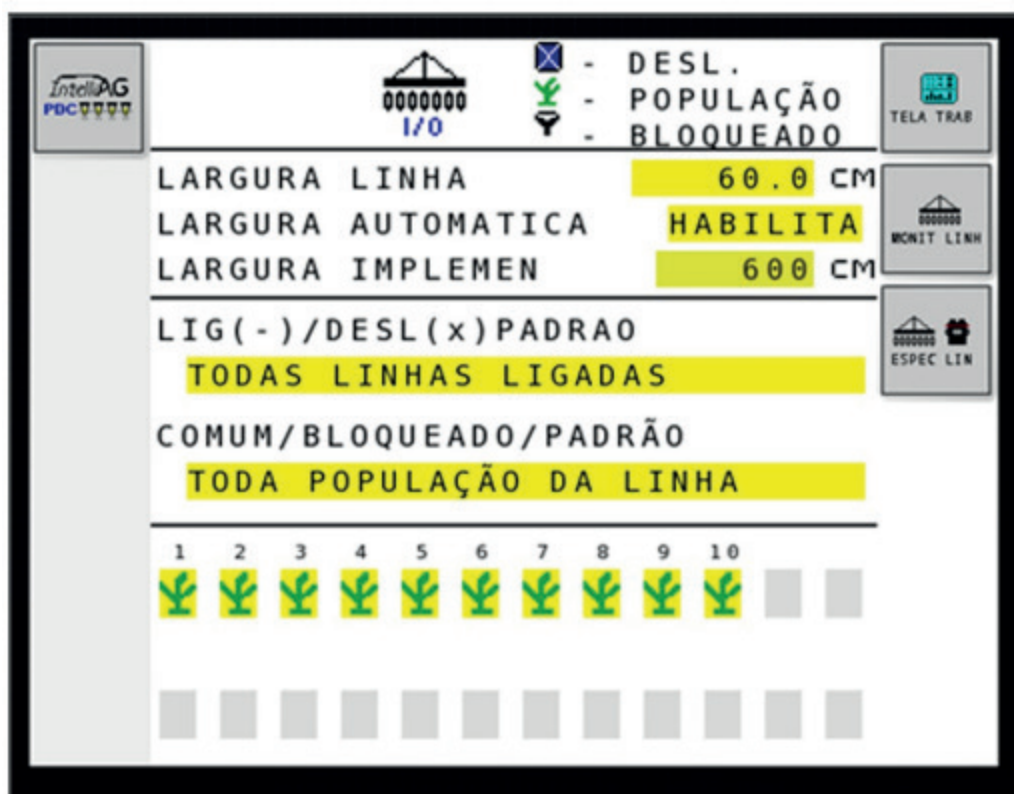 IntelliAG
PDC
I/O
- DESL.
- POPULAÇÃO
- BLOQUEADO
TELA TRAB
LARGURA LINHA 60.0 CM
LARGURA AUTOMATICA HABILITA
LARGURA IMPLEMEN 600 CM
MONIT LINH
LIG(-)/DESL(x)PADRAO
TODAS LINHAS LIGADAS
ESPEC LIN
COMUM/BLOQUEADO/PADRÃO
TODA POPULAÇÃO DA LINHA
1 2 3 4 5 6 7 8 9 10